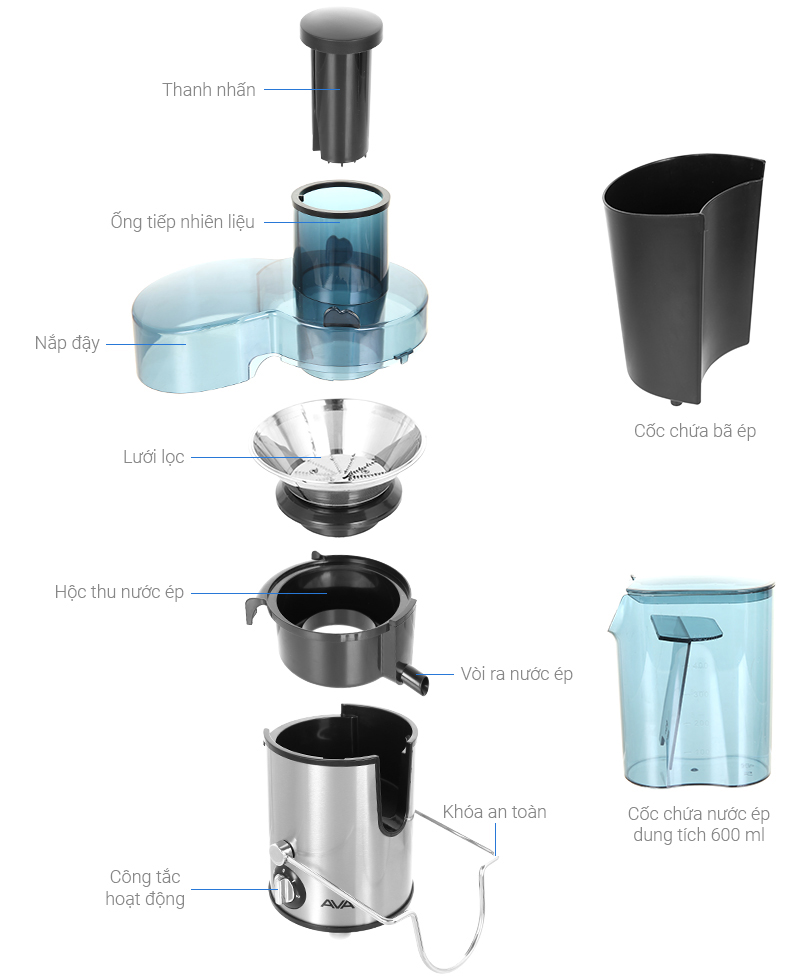 Thanh nhấn
Ống tiếp nhiên liệu
Nắp đậy
Cốc chứa bã ép
Lưới lọc
Hộc thu nước ép
Vòi ra nước ép
Khóa an toàn
Cốc chứa nước ép
dung tích 600 ml
Công tắc
hoạt động
AVA